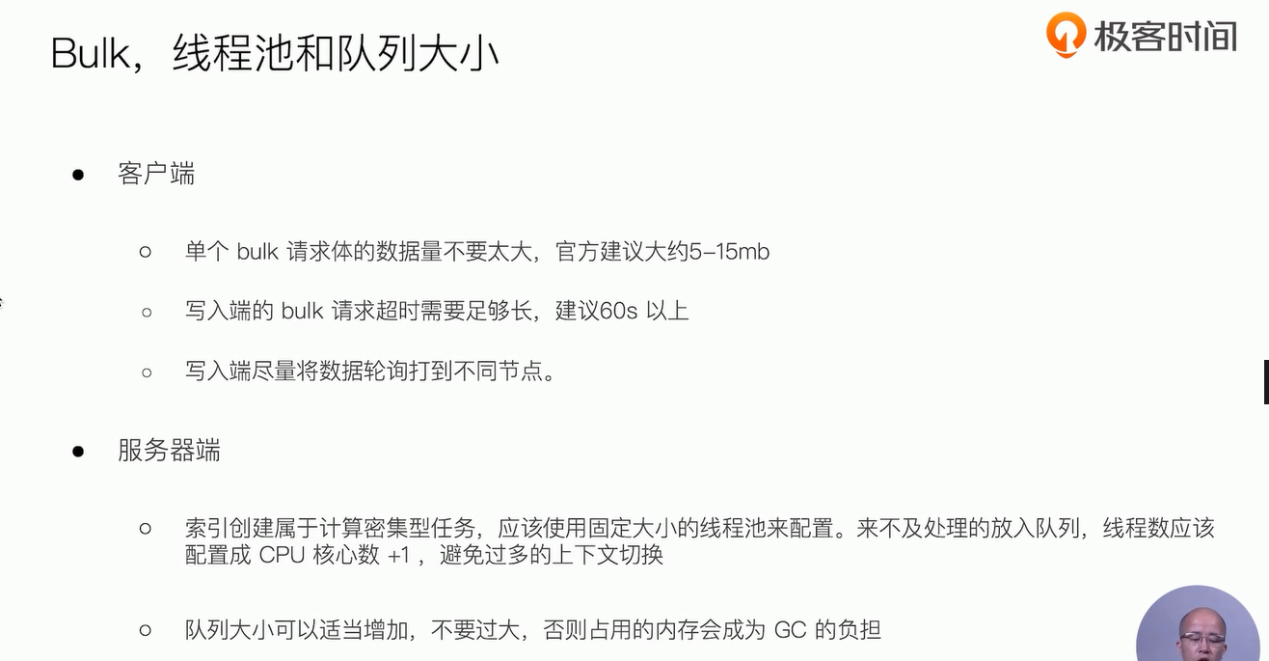 极客时间
Bulk，线程池和队列大小
客户端
单个 bulk 请求体的数据量不要太大，官方建议大约5-15mb
写入端的 bulk 请求超时需要足够长，建议60s 以上
写入端尽量将数据轮询打到不同节点。
服务器端
索引创建属于计算密集型任务，应该使用固定大小的线程池来配置。来不及处理的放入队列，线程数应该
配置成 CPU 核心数 +1 ，避免过多的上下文切换
队列大小可以适当增加，不要过大，否则占用的内存会成为 GC 的负担